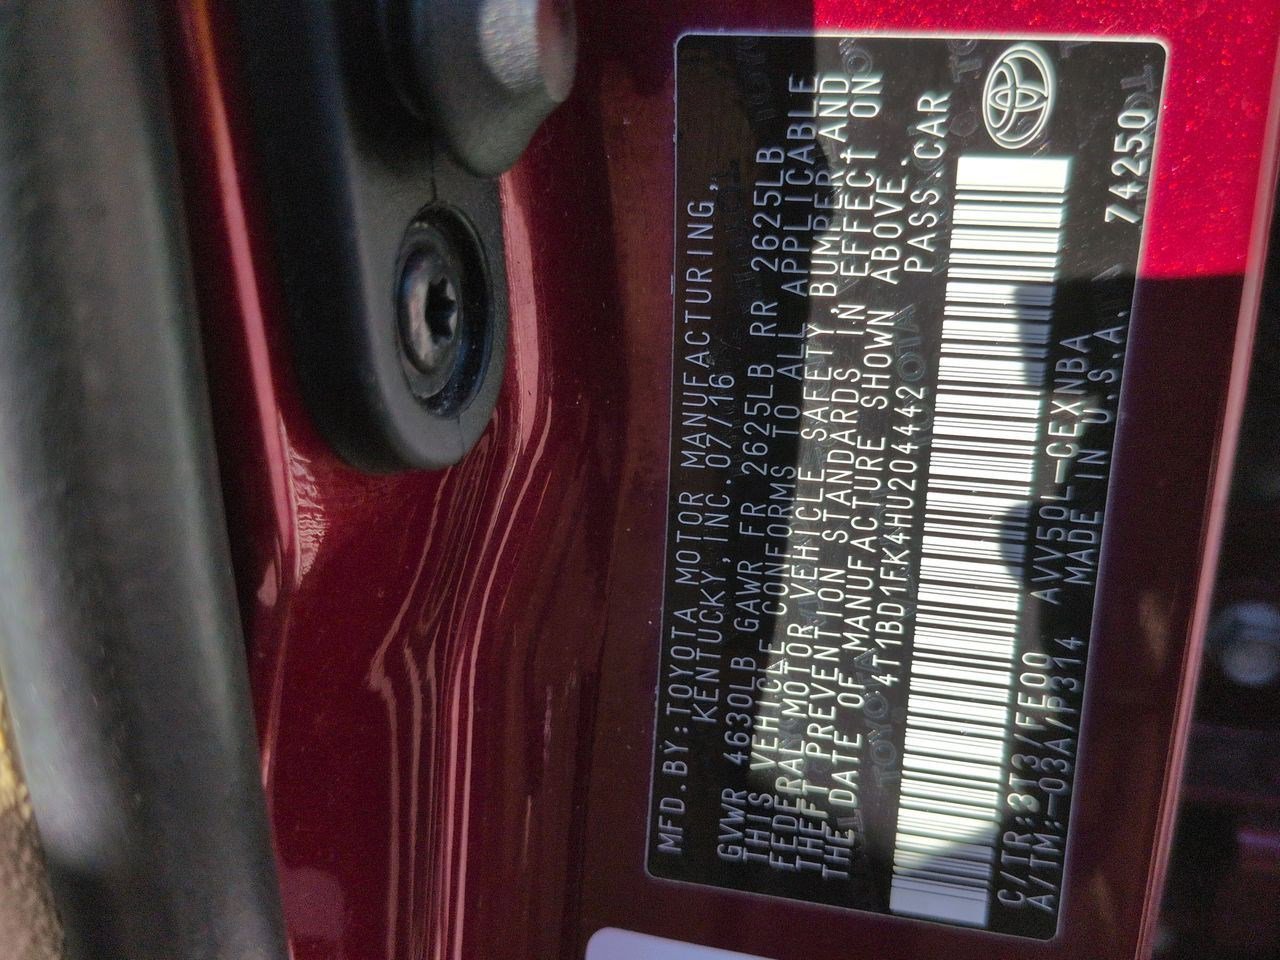 MFD.BY:TOYOTA MOTOR MANUFACTURING,
KENTUCKY,INC.07/16
GVWR 4630LB GAWR FR 2625LB RR 2625LB
THIS VEHICLE CONFORMS TO ALL APPLICABLE
FEDERAL MOTOR VEHICLE SAFETY,BUMPER,AND
THEFT PREVENTION STANDARDS IN EFFECT ON
THE DATE OF MANUFACTURE SHOWN ABOVE.
4T1BD1FK4HU204442 PASS.CAR
C/TR:3T3/FE00 AVV50L-CEXNBA
A/TM:-03A/P314 MADE IN U.S.A. 74250